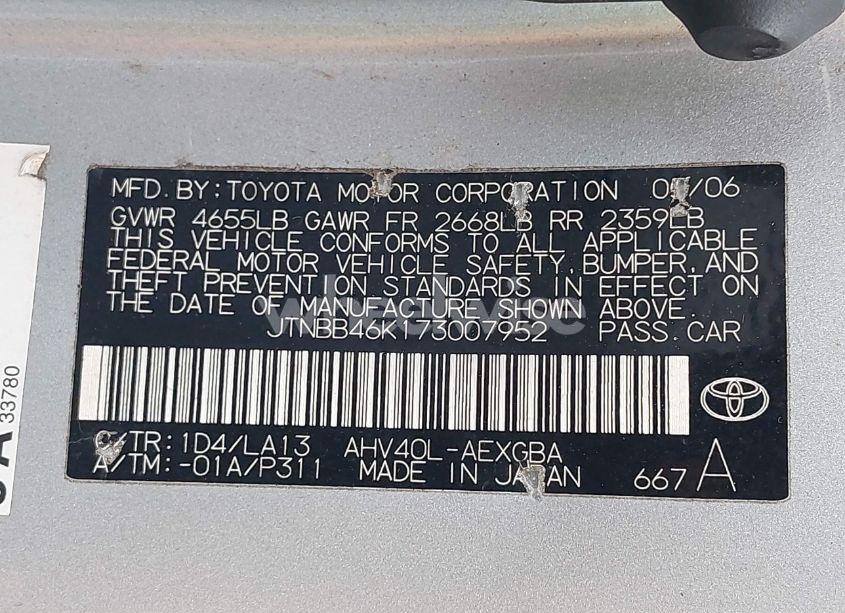 MFD. BY: TOYOTA MOTOR CORPORATION 05/06
GVWR 4655LB GAWR FR 2668LB RR 2359LB
THIS VEHICLE CONFORMS TO ALL APPLICABLE
FEDERAL MOTOR VEHICLE SAFETY, BUMPER, AND
THEFT PREVENTION STANDARDS IN EFFECT ON
THE DATE OF MANUFACTURE SHOWN ABOVE.
JTNBB46K173007952 PASS.CAR
C/TR: 1D4/LA13 AHV40L-AEXGBA
A/TM: -01A/P311 MADE IN JAPAN 667 A
33780